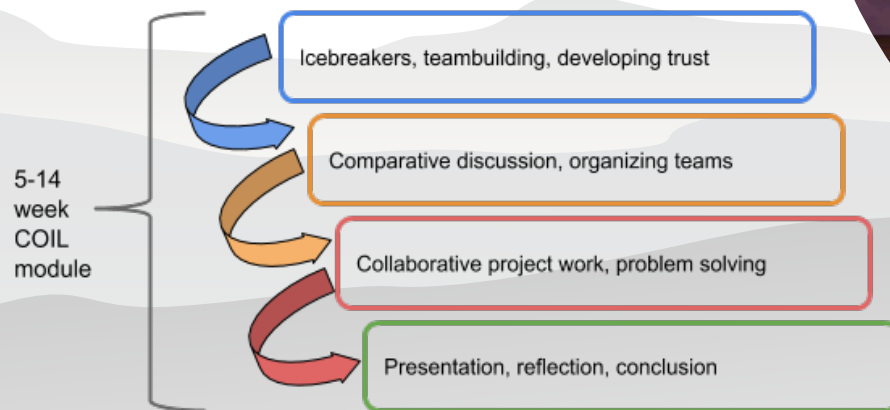 Icebreakers, teambuilding, developing trust
Comparative discussion, organizing teams
5-14
week
COIL
module
Collaborative project work, problem solving
Presentation, reflection, conclusion